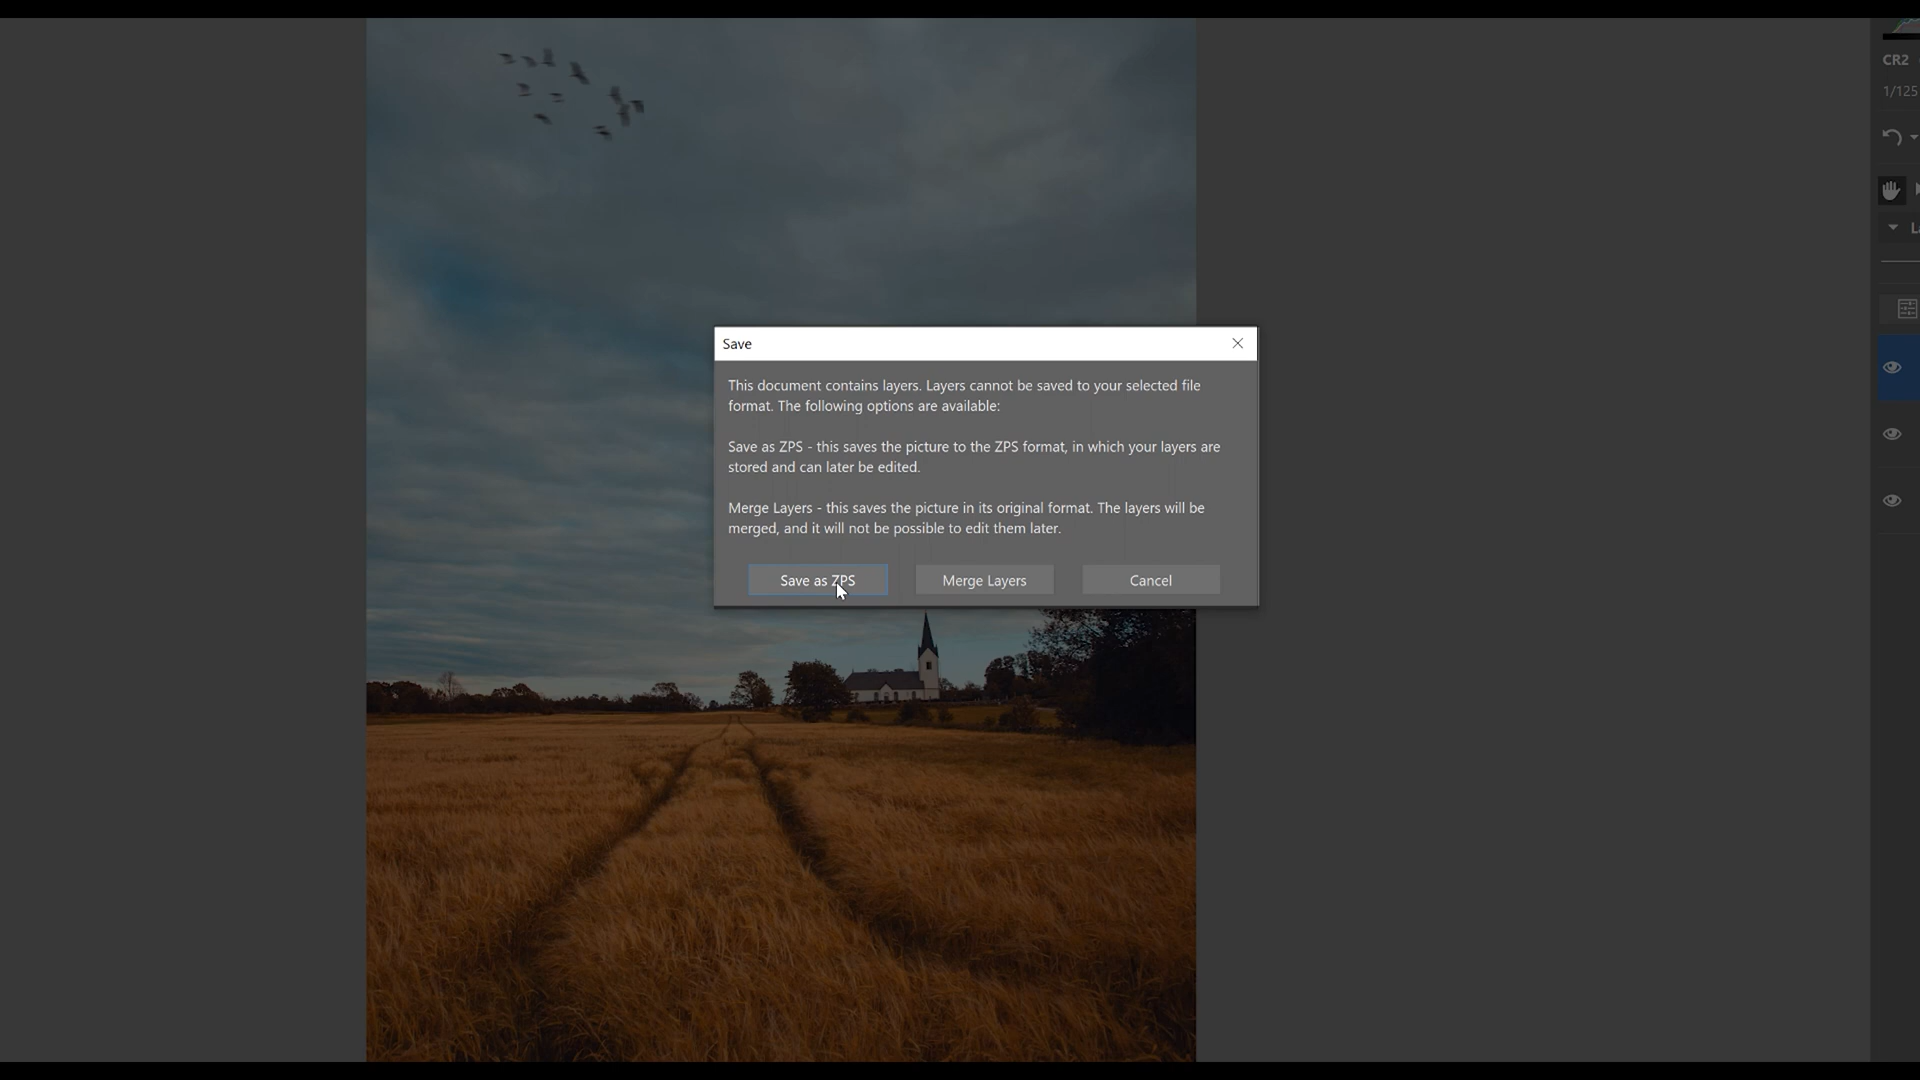 CR2
1/125
Save
This document contains layers. Layers cannot be saved to your selected file
format. The following options are available:
Save as ZPS - this saves the picture to the ZPS format, in which your layers are
stored and can later be edited.
Merge Layers - this saves the picture in its original format. The layers will be
merged, and it will not be possible to edit them later.
Save as ZPS
Merge Layers
Cancel